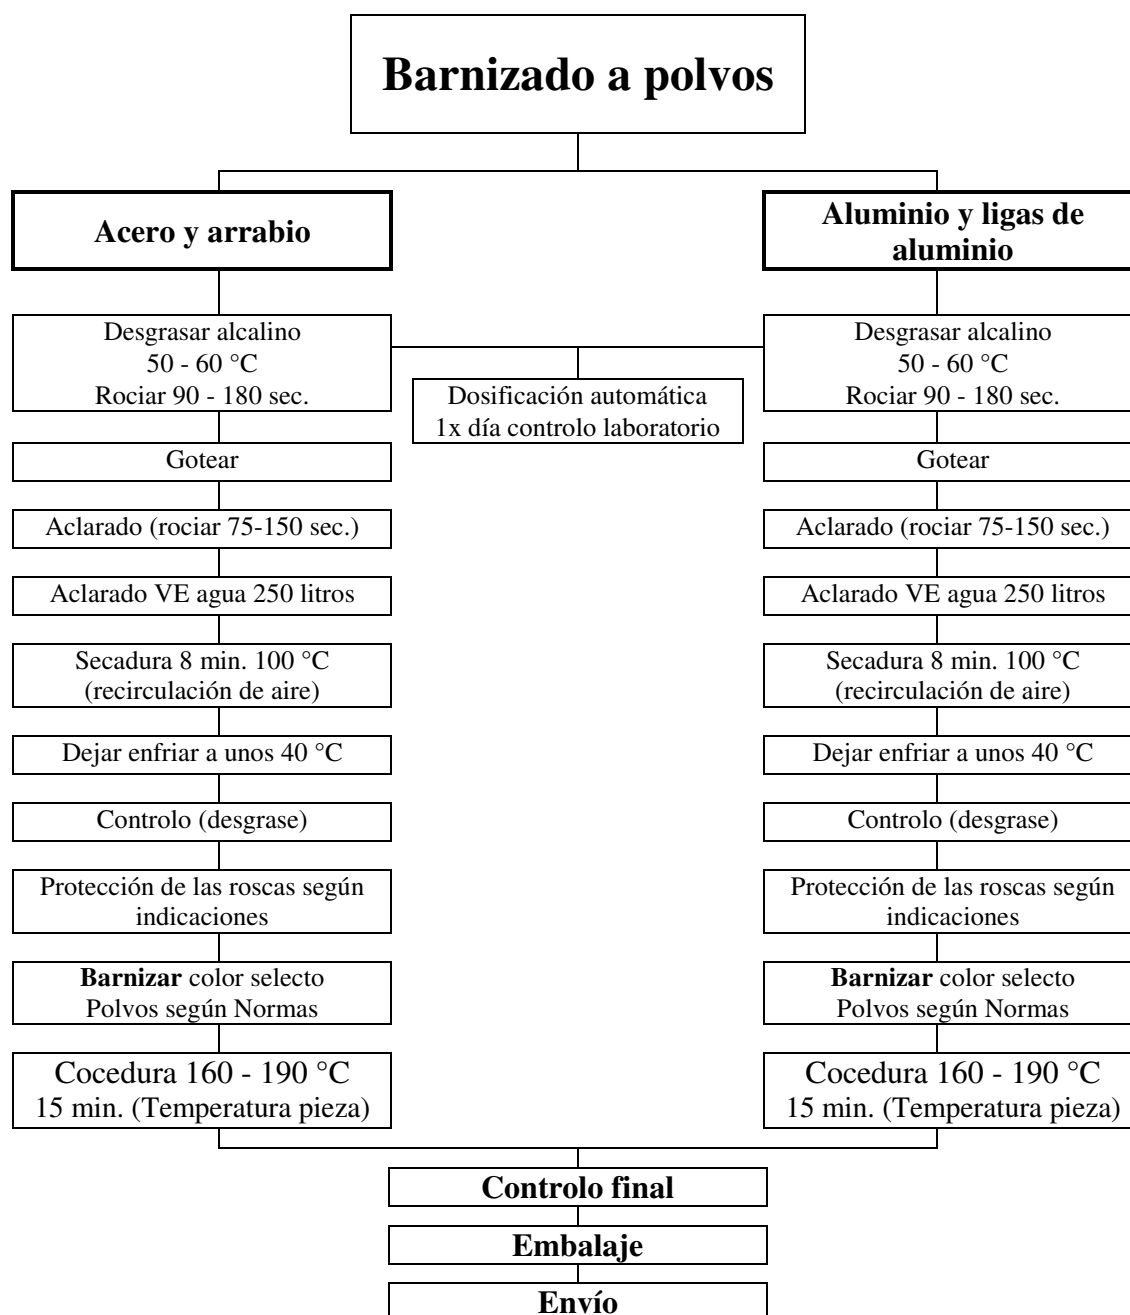 Barnizado a polvos
Acero y arrabio
Aluminio y ligas de
aluminio
Desgrasar alcalino
50 - 60 °C
Rociar 90 - 180 sec.
Desgrasar alcalino
50 - 60 °C
Rociar 90 - 180 sec.
Dosificación automática
1x día controlo laboratorio
Gotear
Gotear
Aclarado (rociar 75-150 sec.)
Aclarado (rociar 75-150 sec.)
Aclarado VE agua 250 litros
Aclarado VE agua 250 litros
Secadura 8 min. 100 °C
(recirculación de aire)
Secadura 8 min. 100 °C
(recirculación de aire)
Dejar enfriar a unos 40 °C
Dejar enfriar a unos 40 °C
Controlo (desgrase)
Controlo (desgrase)
Protección de las roscas según
indicaciones
Protección de las roscas según
indicaciones
Barnizar color selecto
Polvos según Normas
Barnizar color selecto
Polvos según Normas
Cocedura 160 - 190 °C
15 min. (Temperatura pieza)
Cocedura 160 - 190 °C
15 min. (Temperatura pieza)
Controlo final
Embalaje
Envío